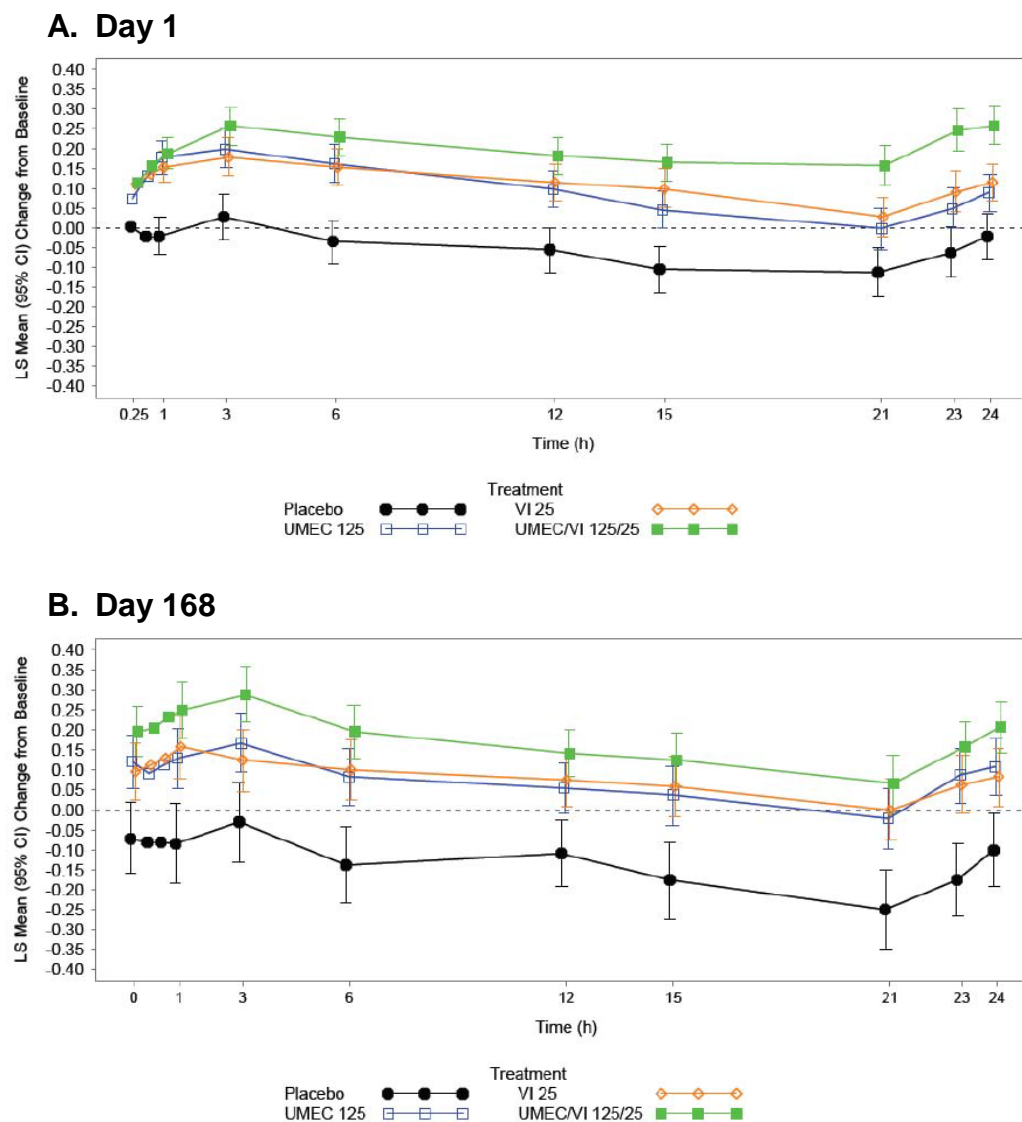 A. Day 1
LS Mean (95% CI) Change from Baseline
0.40
0.35
0.30
0.25
0.20
0.15
0.10
0.05
0.00
-0.05
-0.10
-0.15
-0.20
-0.25
-0.30
-0.35
-0.40
0.25 1 3 6 12 15 21 23 24
Time (h)
Treatment
Placebo VI 25
UMEC 125 UMEC/VI 125/25
B. Day 168
LS Mean (95% CI) Change from Baseline
0.40
0.35
0.30
0.25
0.20
0.15
0.10
0.05
0.00
-0.05
-0.10
-0.15
-0.20
-0.25
-0.30
-0.35
-0.40
0 1 3 6 12 15 21 23 24
Time (h)
Treatment
Placebo VI 25
UMEC 125 UMEC/VI 125/25